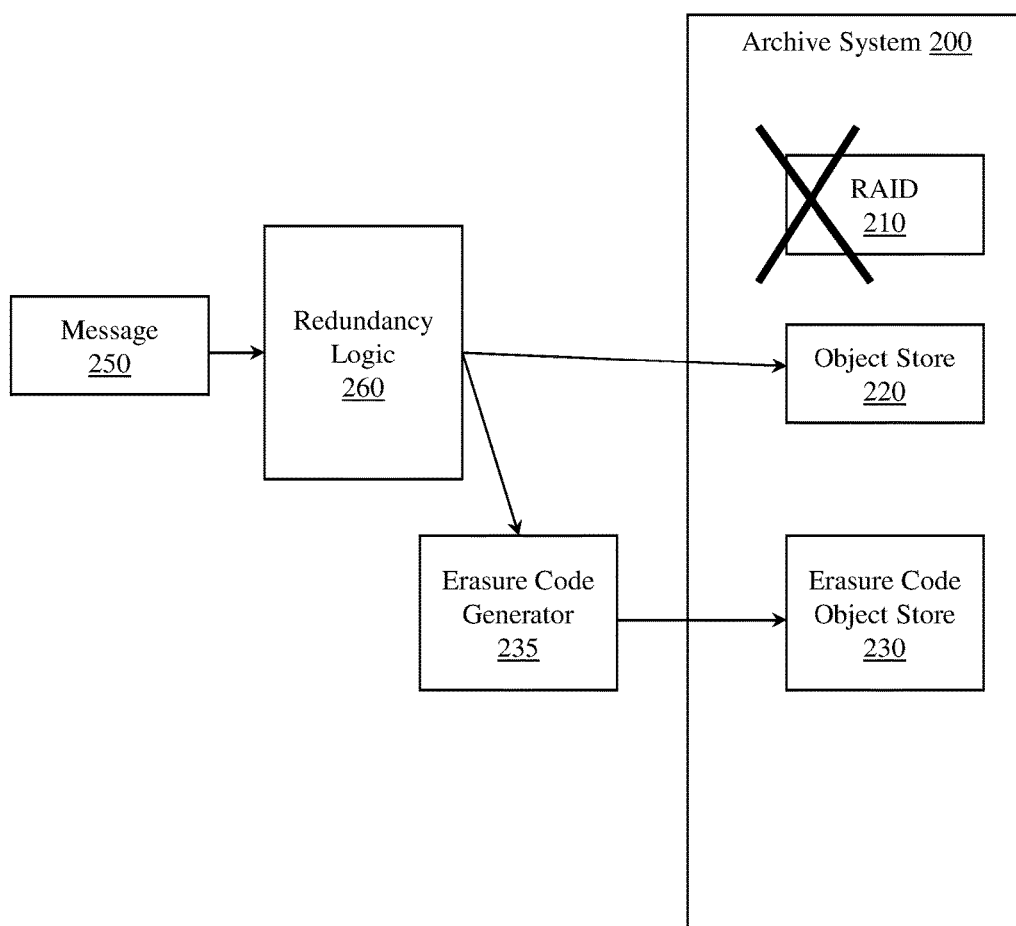 Archive System 200
RAID
210
Message
250
Redundancy
Logic
260
Object Store
220
Erasure Code
Generator
235
Erasure Code
Object Store
230